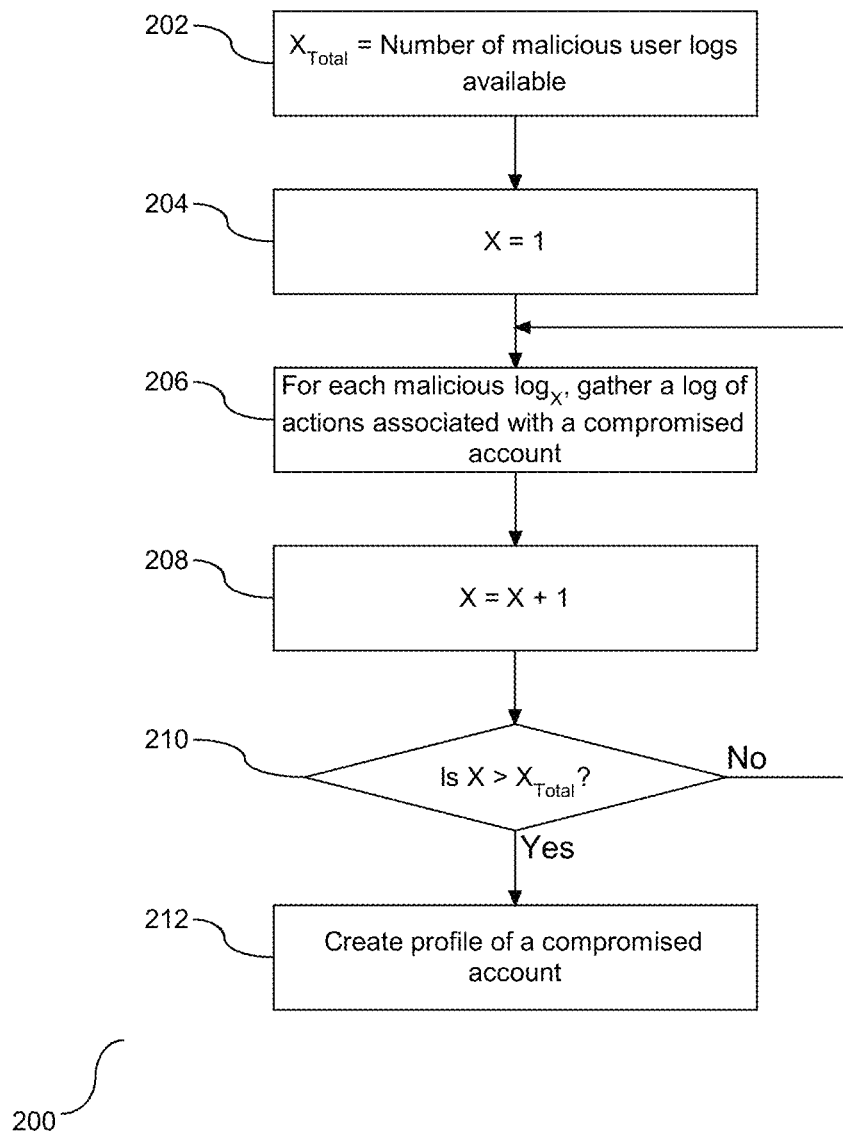 202
X_Total = Number of malicious user logs
available
204
X = 1
206
For each malicious log_X, gather a log of
actions associated with a compromised
account
208
X = X + 1
210
Is X > X_Total?
No
Yes
212
Create profile of a compromised
account
200